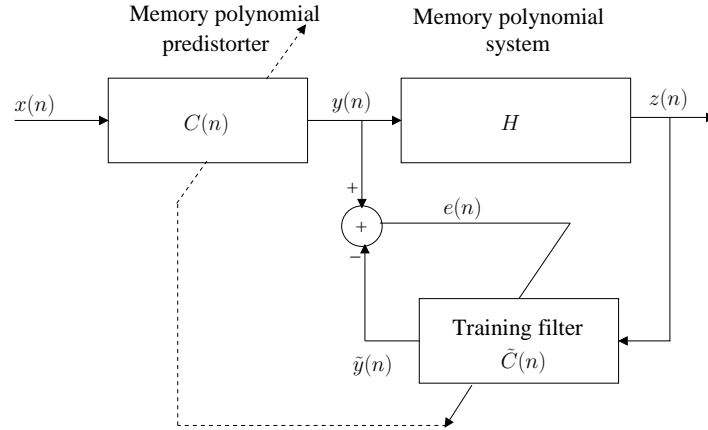 Memory polynomial
predistorter
Memory polynomial
system
x(n)
C(n)
y(n)
H
z(n)
+
+
−
e(n)
Training filter
C̃(n)
ỹ(n)